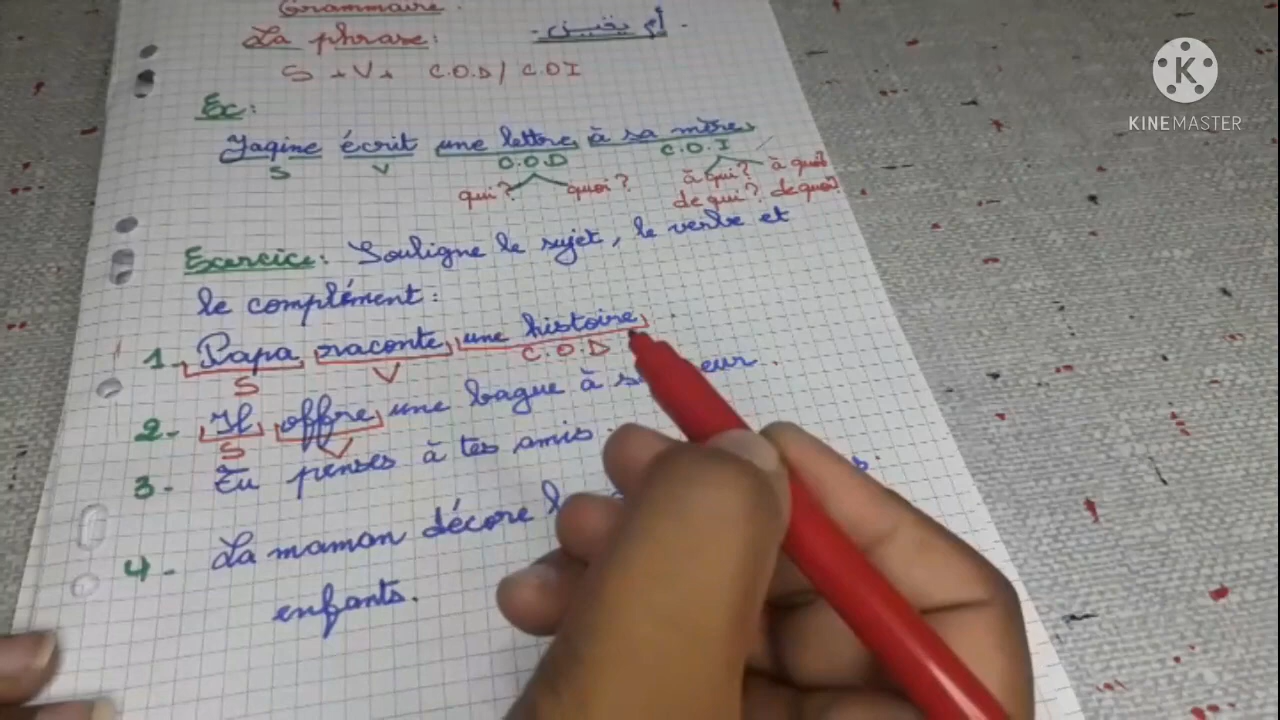 Grammaire.
La phrase:
أم يقين.
S + V + C.O.D / C.O.I
Ex:
Yaqine écrit une lettre à sa mère.
S V C.O.D C.O.I
qui? quoi? à qui? à quoi?
de qui? de quoi?
Exercice: Souligne le sujet, le verbe et
le complément:
1- Papa raconte une histoire.
S V C.O.D
2- Il offre une bague à
S V
3- Tu penses à tes amis.
4- La maman décore
enfants.
K
KINEMASTER